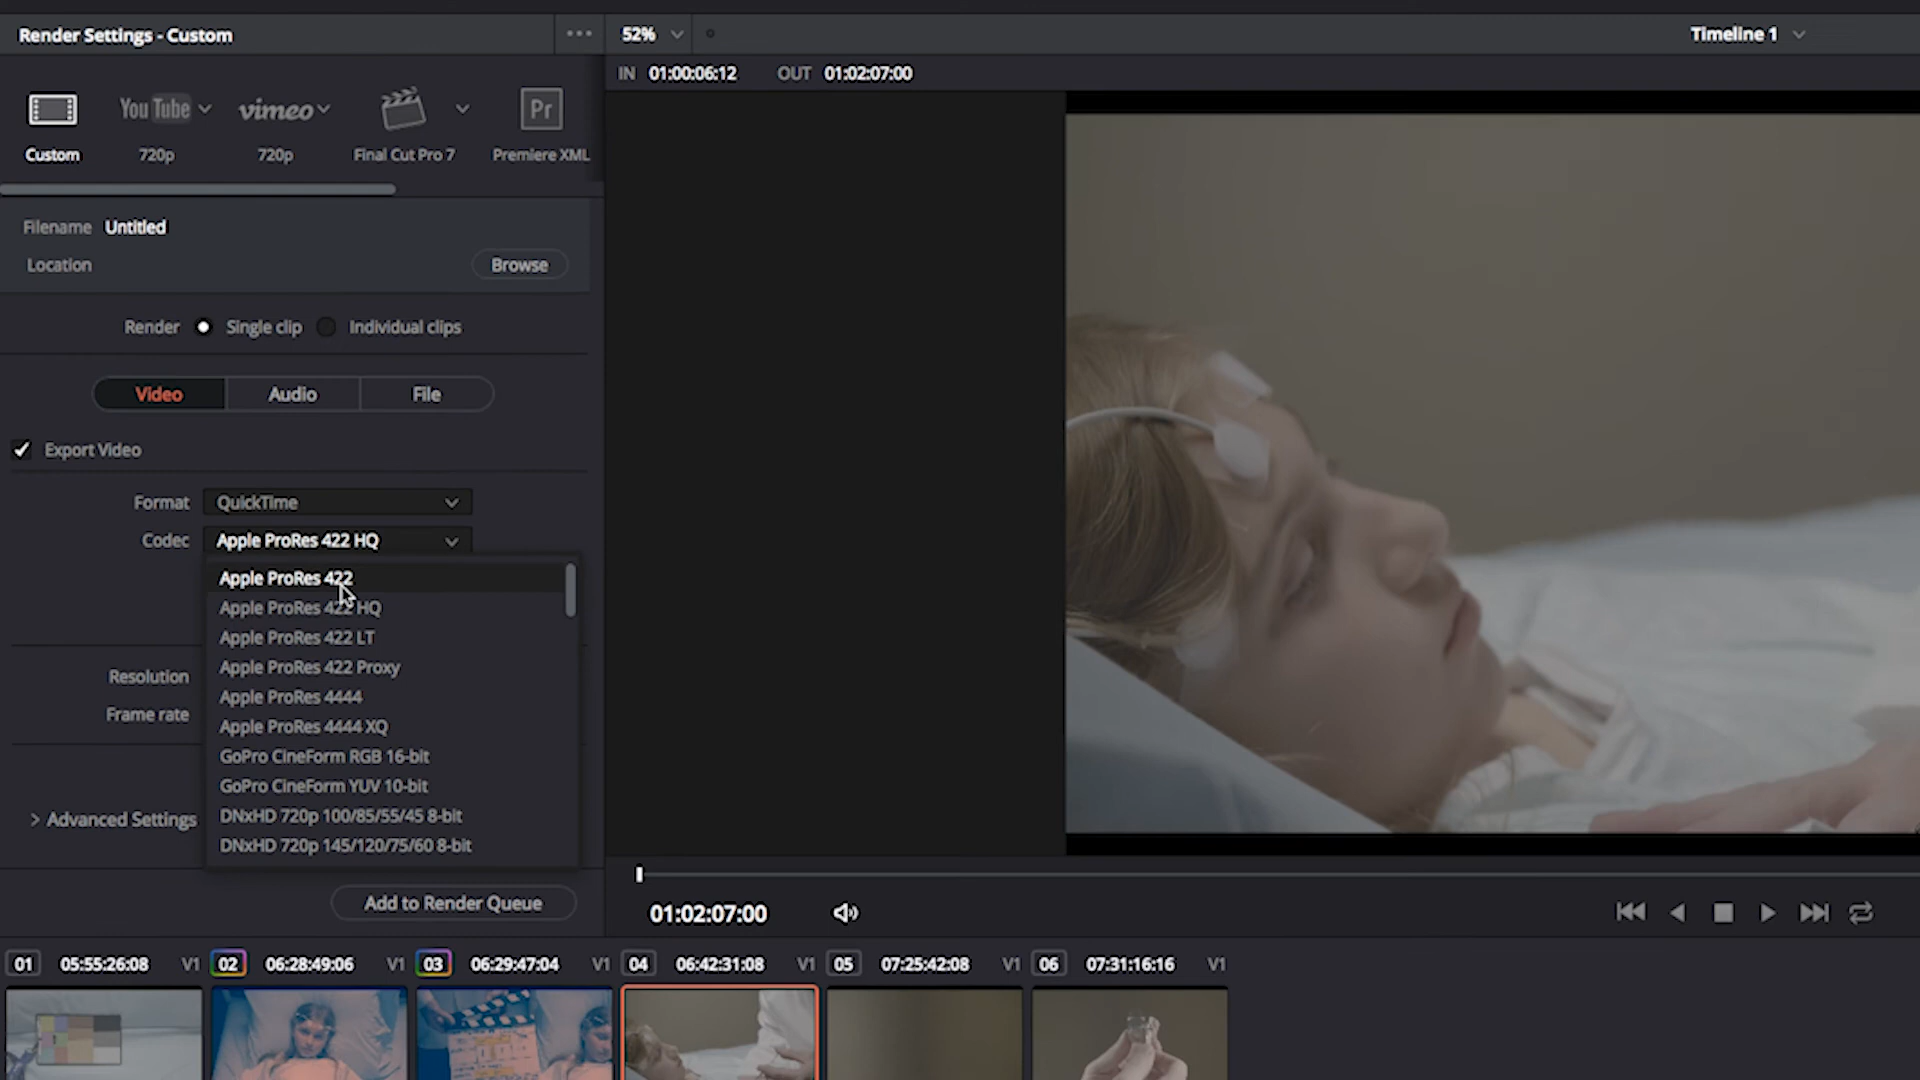 Render Settings - Custom
52%
Timeline 1
IN 01:00:06:12 OUT 01:02:07:00
YouTube
vimeo
Pr
Custom
720p
720p
Final Cut Pro 7
Premiere XML
Filename Untitled
Location
Browse
Render Single clip Individual clips
Video
Audio
File
Export Video
Format QuickTime
Codec Apple ProRes 422 HQ
Apple ProRes 422
Apple ProRes 422 HQ
Apple ProRes 422 LT
Apple ProRes 422 Proxy
Resolution
Apple ProRes 4444
Frame rate
Apple ProRes 4444 XQ
GoPro CineForm RGB 16-bit
GoPro CineForm YUV 10-bit
DNxHD 720p 100/85/55/45 8-bit
Advanced Settings
DNxHD 720p 145/120/75/60 8-bit
Add to Render Queue
01:02:07:00
01 05:55:26:08 V1
02 06:28:49:06 V1
03 06:29:47:04 V1
04 06:42:31:08 V1
05 07:25:42:08 V1
06 07:31:16:16 V1